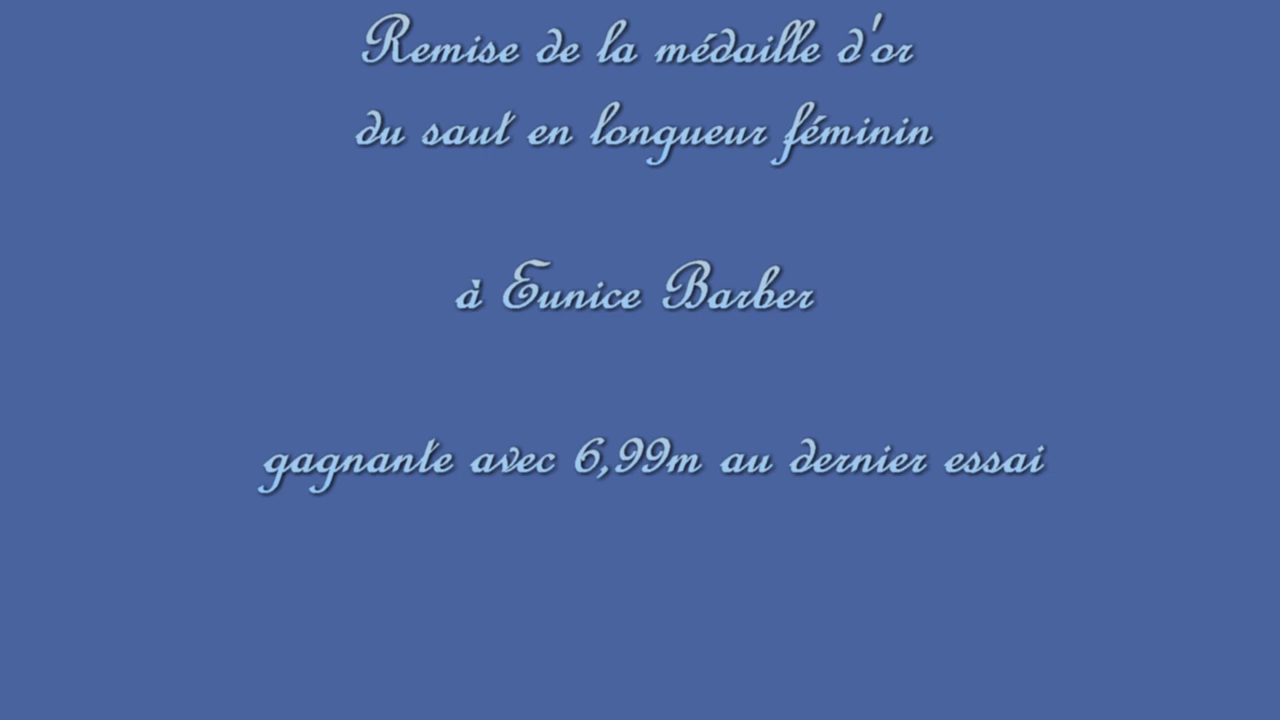 Remise de la médaille d'or
du saut en longueur féminin
à Eunice Barber
gagnante avec 6,99m au dernier essai